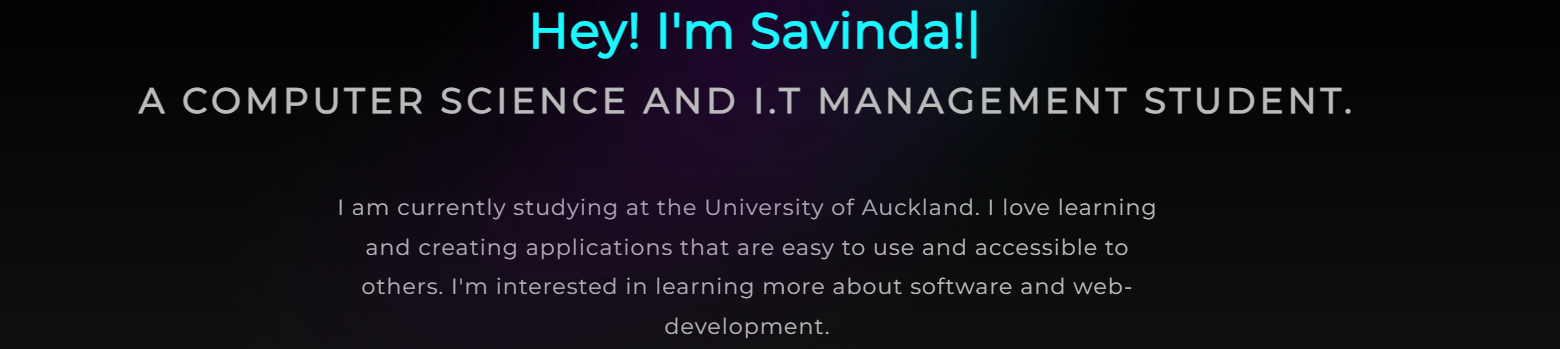 Hey! I'm Savinda!|
A COMPUTER SCIENCE AND I.T MANAGEMENT STUDENT.
I am currently studying at the University of Auckland. I love learning
and creating applications that are easy to use and accessible to
others. I'm interested in learning more about software and web-
development.